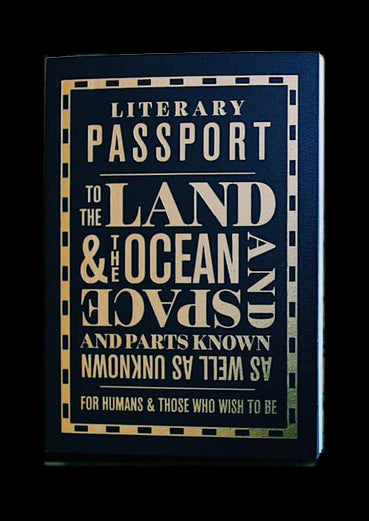 LITERARY
PASSPORT
TO THE LAND
& THE OCEAN AND
SPACE
AND PARTS KNOWN
AS WELL AS UNKNOWN
FOR HUMANS & THOSE WHO WISH TO BE